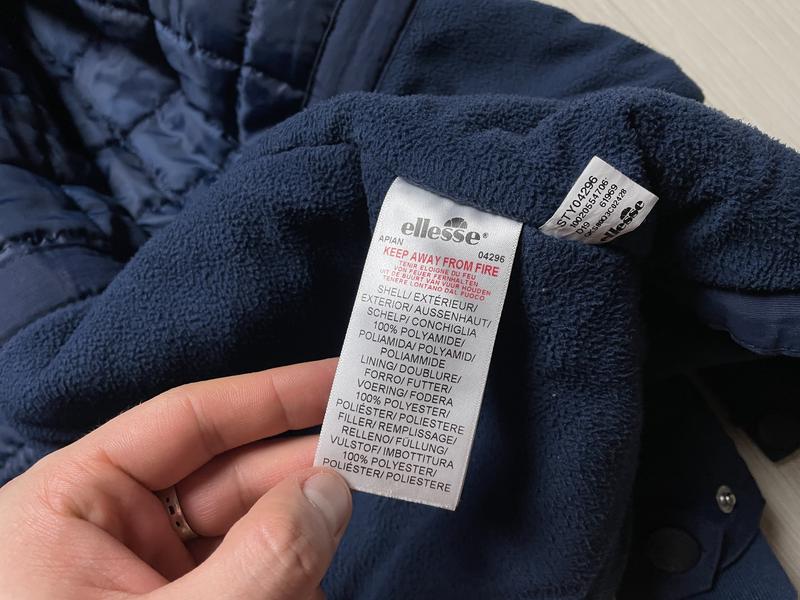 ellesse®
APIAN 04296
KEEP AWAY FROM FIRE
TENIR ELOIGNE DU FEU
VON FEUER FERNHALTEN
UIT DE BUURT VAN VUUR HOUDEN
TENERE LONTANO DAL FUOCO
SHELL/ EXTÉRIEUR/
EXTERIOR/ AUSSENHAUT/
SCHELP/ CONCHIGLIA
100% POLYAMIDE/
POLIAMIDA/ POLYAMID/
POLIAMMIDE
LINING/ DOUBLURE/
FORRO/ FUTTER/
VOERING/ FODERA
100% POLYESTER/
POLIÉSTER/ POLIESTERE
FILLER/ REMPLISSAGE/
RELLENO/ FÜLLUNG/
VULSTOF/ IMBOTTITURA
100% POLYESTER/
POLIÉSTER/ POLIESTERE
STY04296
10020554706
019 61969
ellesse